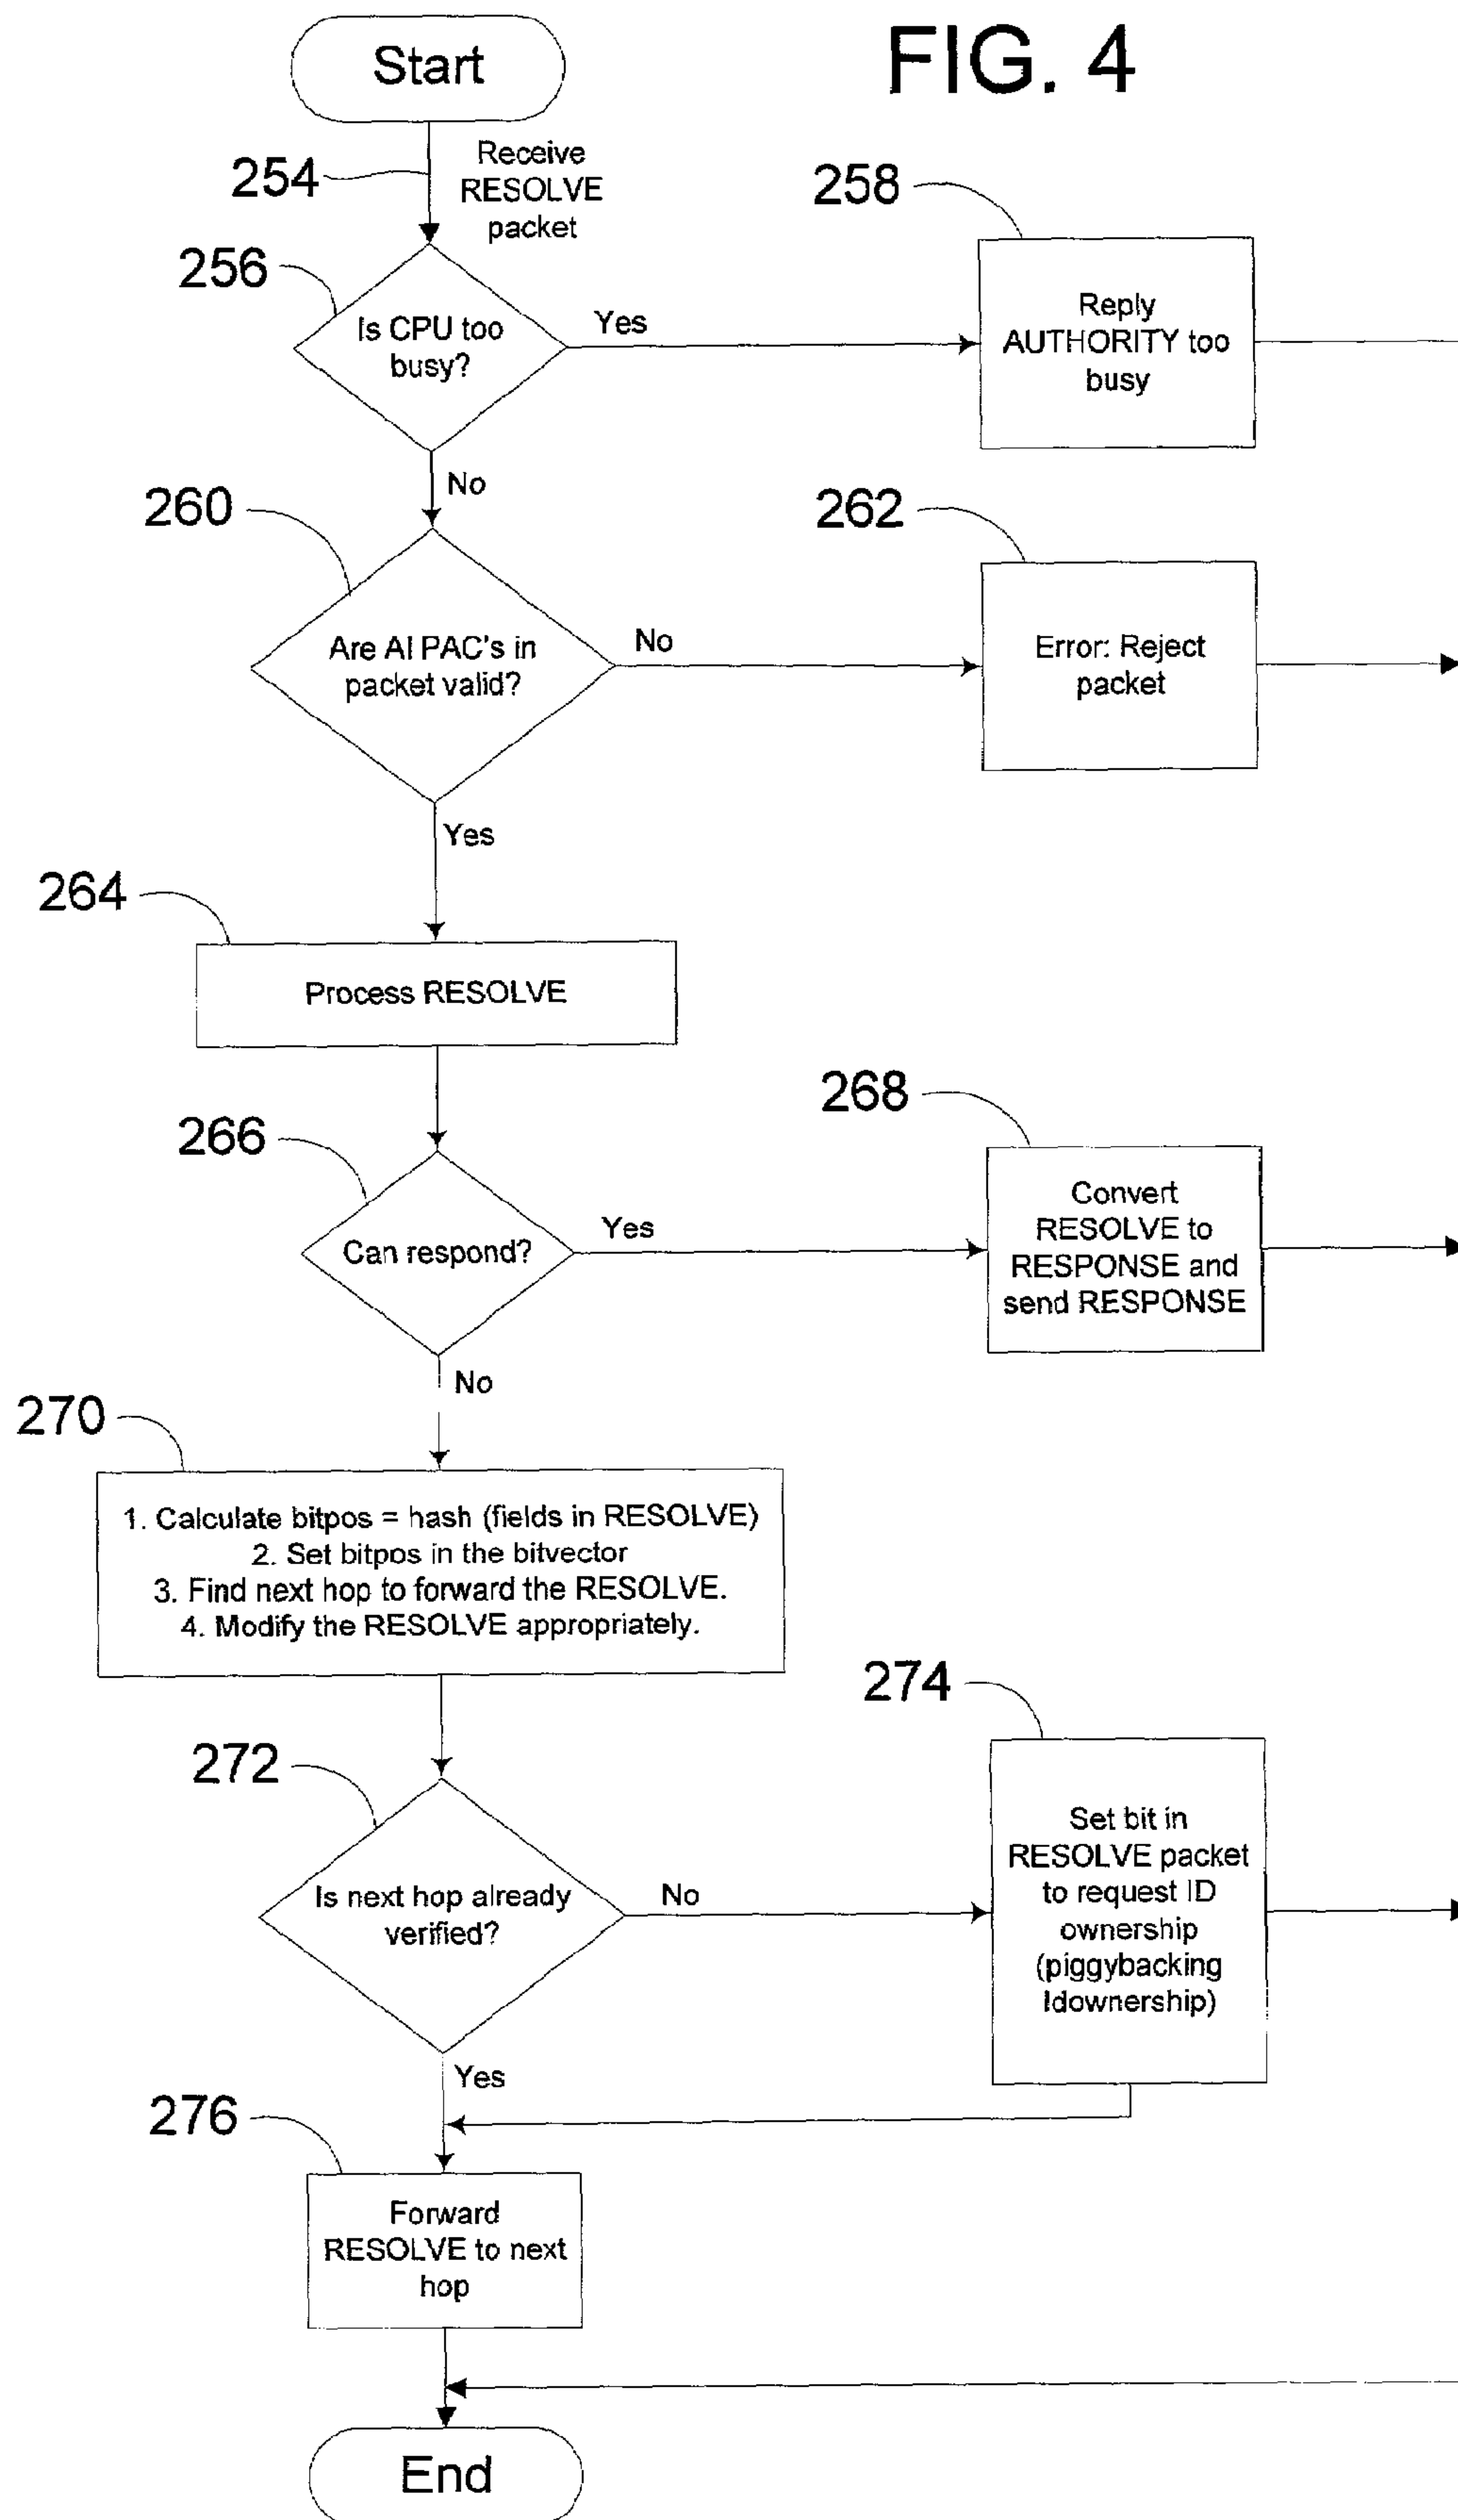 FIG. 4
Start
254
Receive
RESOLVE
packet
256
Is CPU too
busy?
Yes
258
Reply
AUTHORITY too
busy
No
260
Are AI PAC's in
packet valid?
No
262
Error: Reject
packet
Yes
264
Process RESOLVE
266
Can respond?
Yes
268
Convert
RESOLVE to
RESPONSE and
send RESPONSE
No
270
1. Calculate bitpos = hash (fields in RESOLVE)
2. Set bitpos in the bitvector
3. Find next hop to forward the RESOLVE.
4. Modify the RESOLVE appropriately.
272
Is next hop already
verified?
No
274
Set bit in
RESOLVE packet
to request ID
ownership
(piggybacking
Idownership)
Yes
276
Forward
RESOLVE to next
hop
End